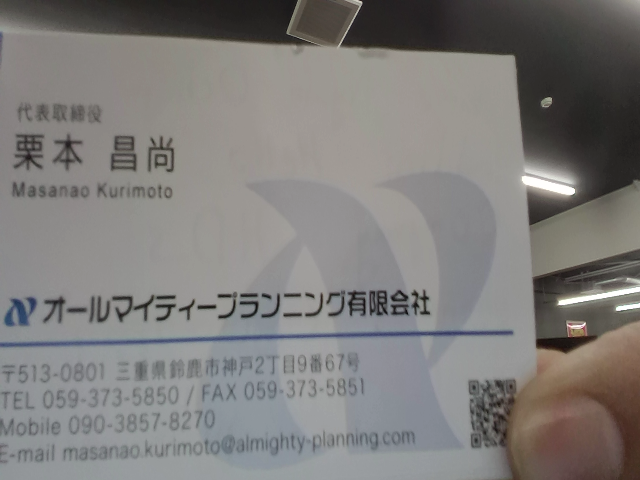 代表取締役
栗本 昌尚
Masanao Kurimoto
オールマイティープランニング有限会社
〒513-0801 三重県鈴鹿市神戸2丁目9番67号
TEL 059-373-5850 / FAX 059-373-5851
Mobile 090-3857-8270
E-mail masanao.kurimoto@almighty-planning.com